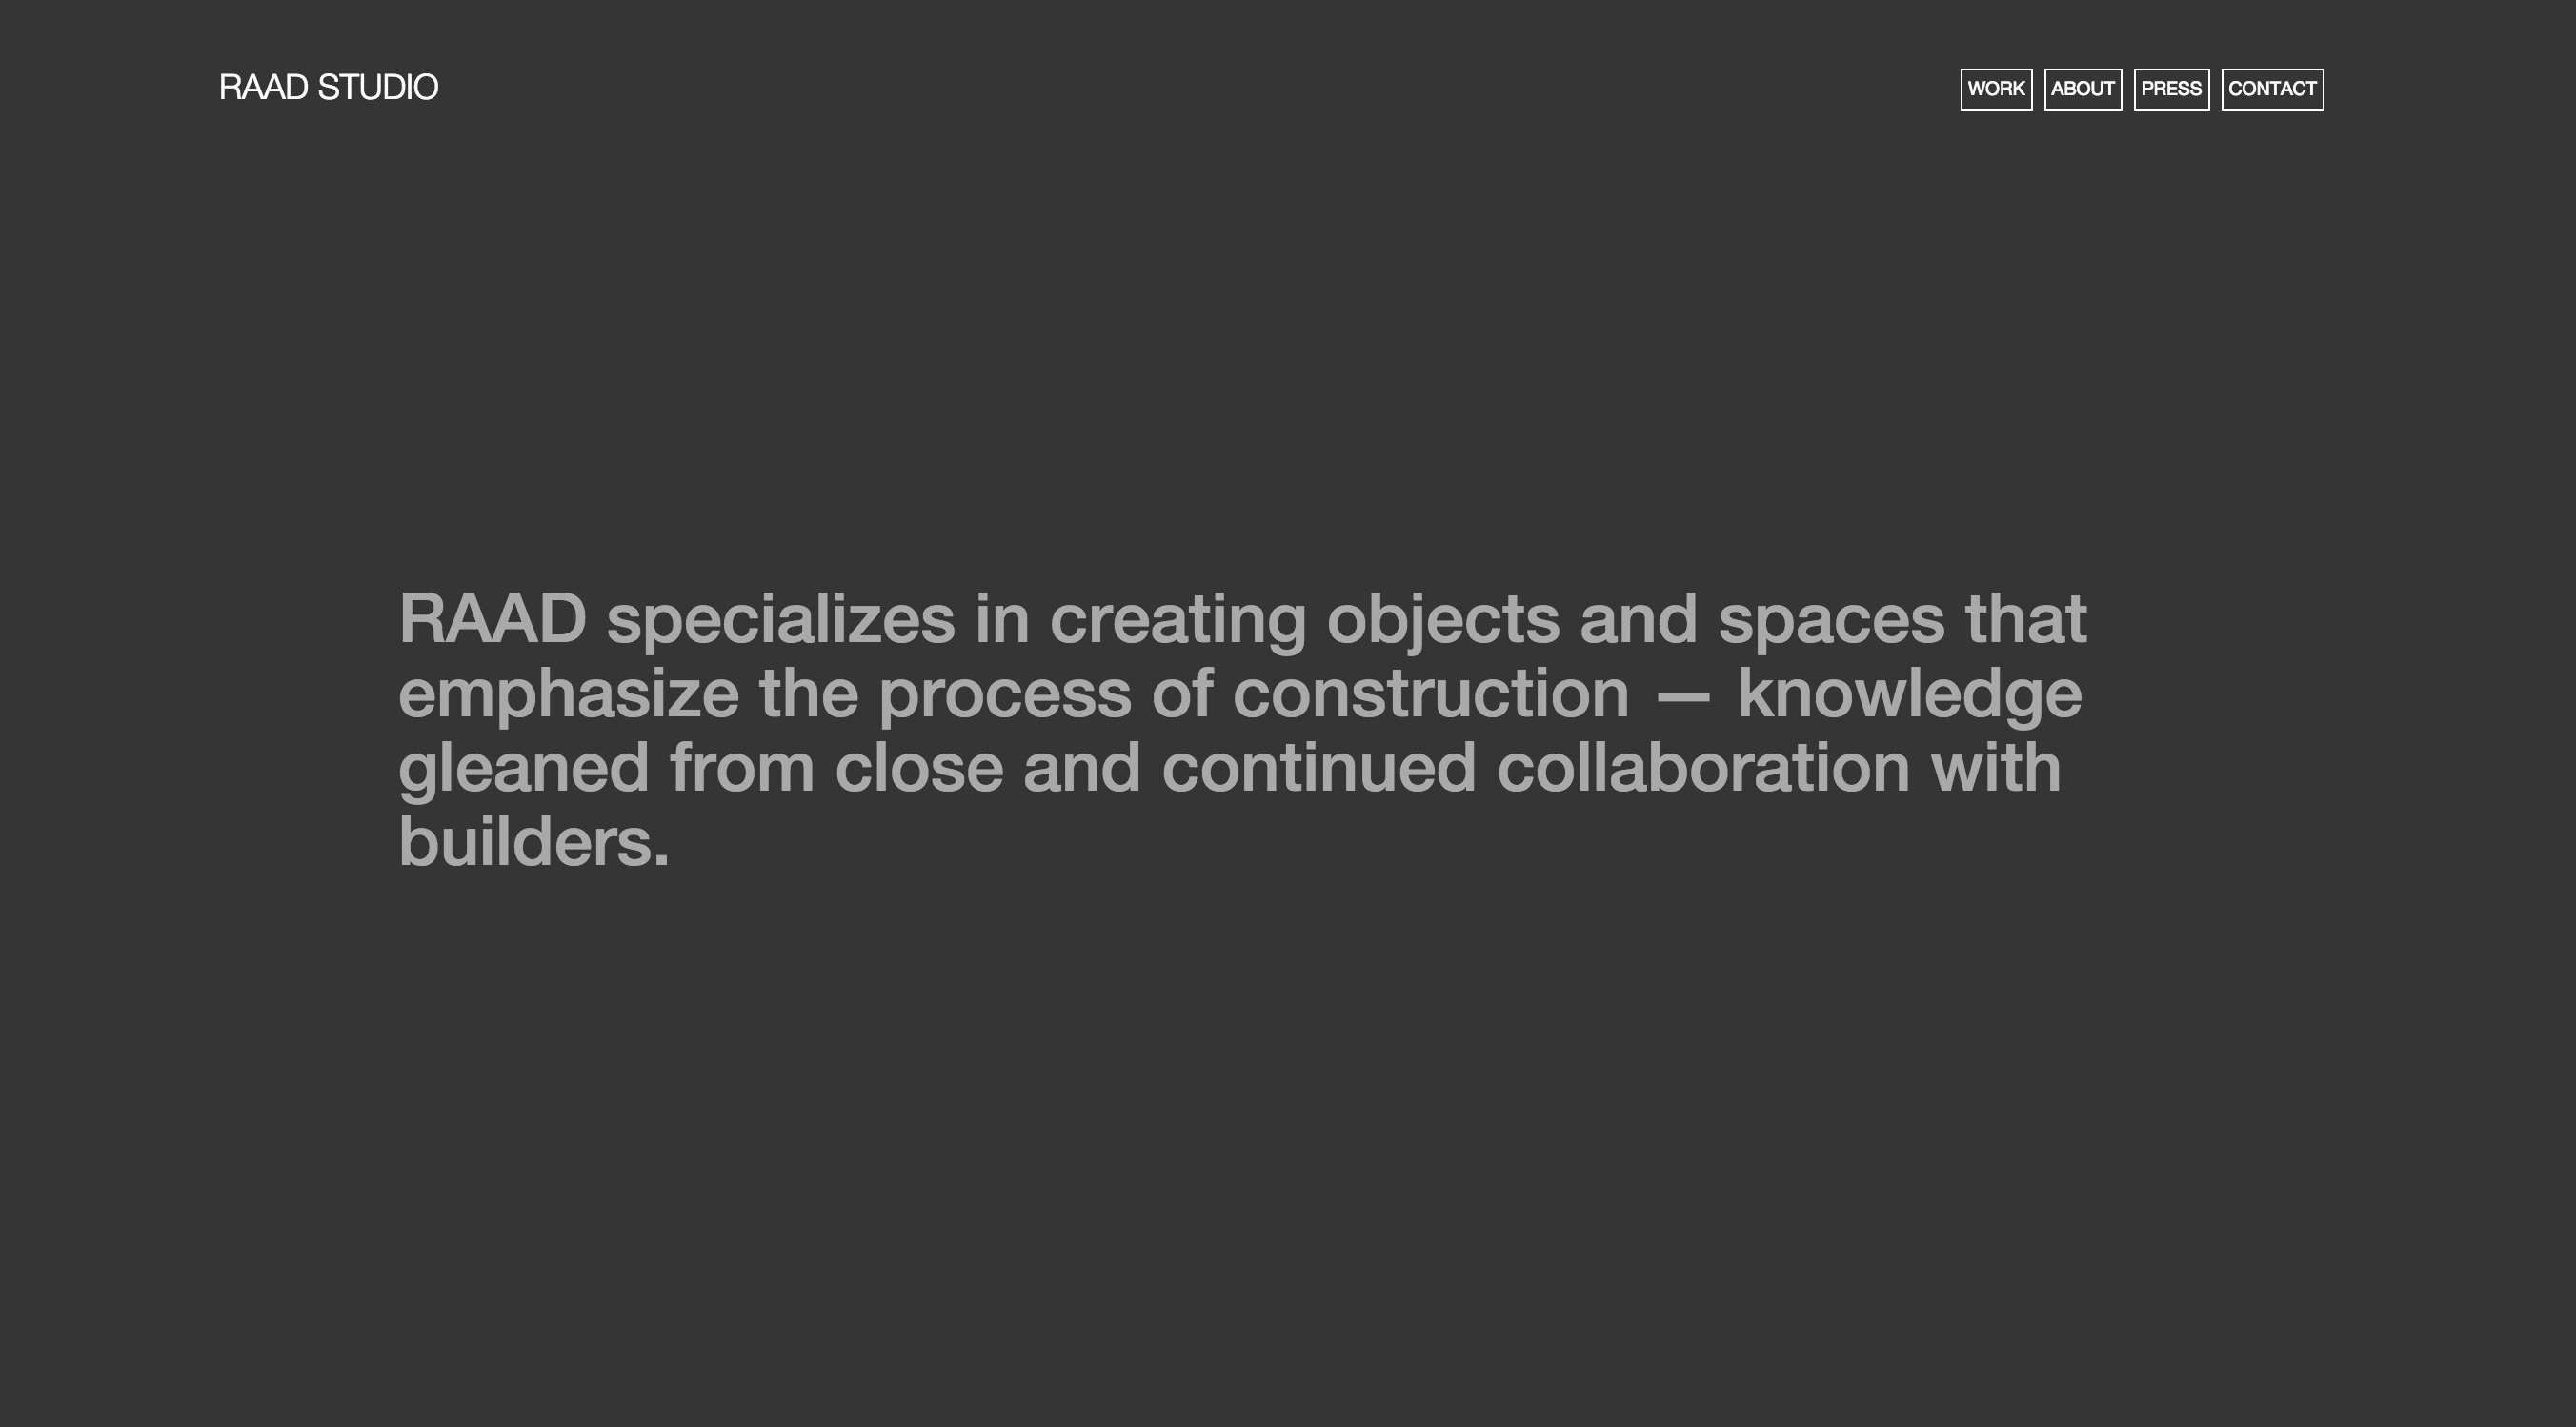 RAAD STUDIO
WORK ABOUT PRESS CONTACT
RAAD specializes in creating objects and spaces that
emphasize the process of construction — knowledge
gleaned from close and continued collaboration with
builders.